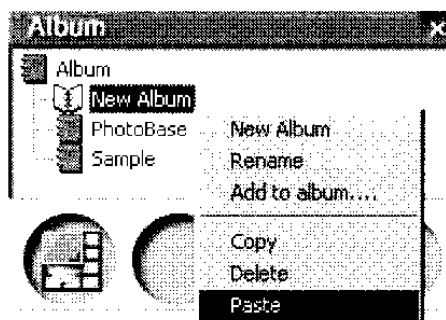 Album
Album
New Album
PhotoBase
Sample
New Album
Rename
Add to album....
Copy
Delete
Paste